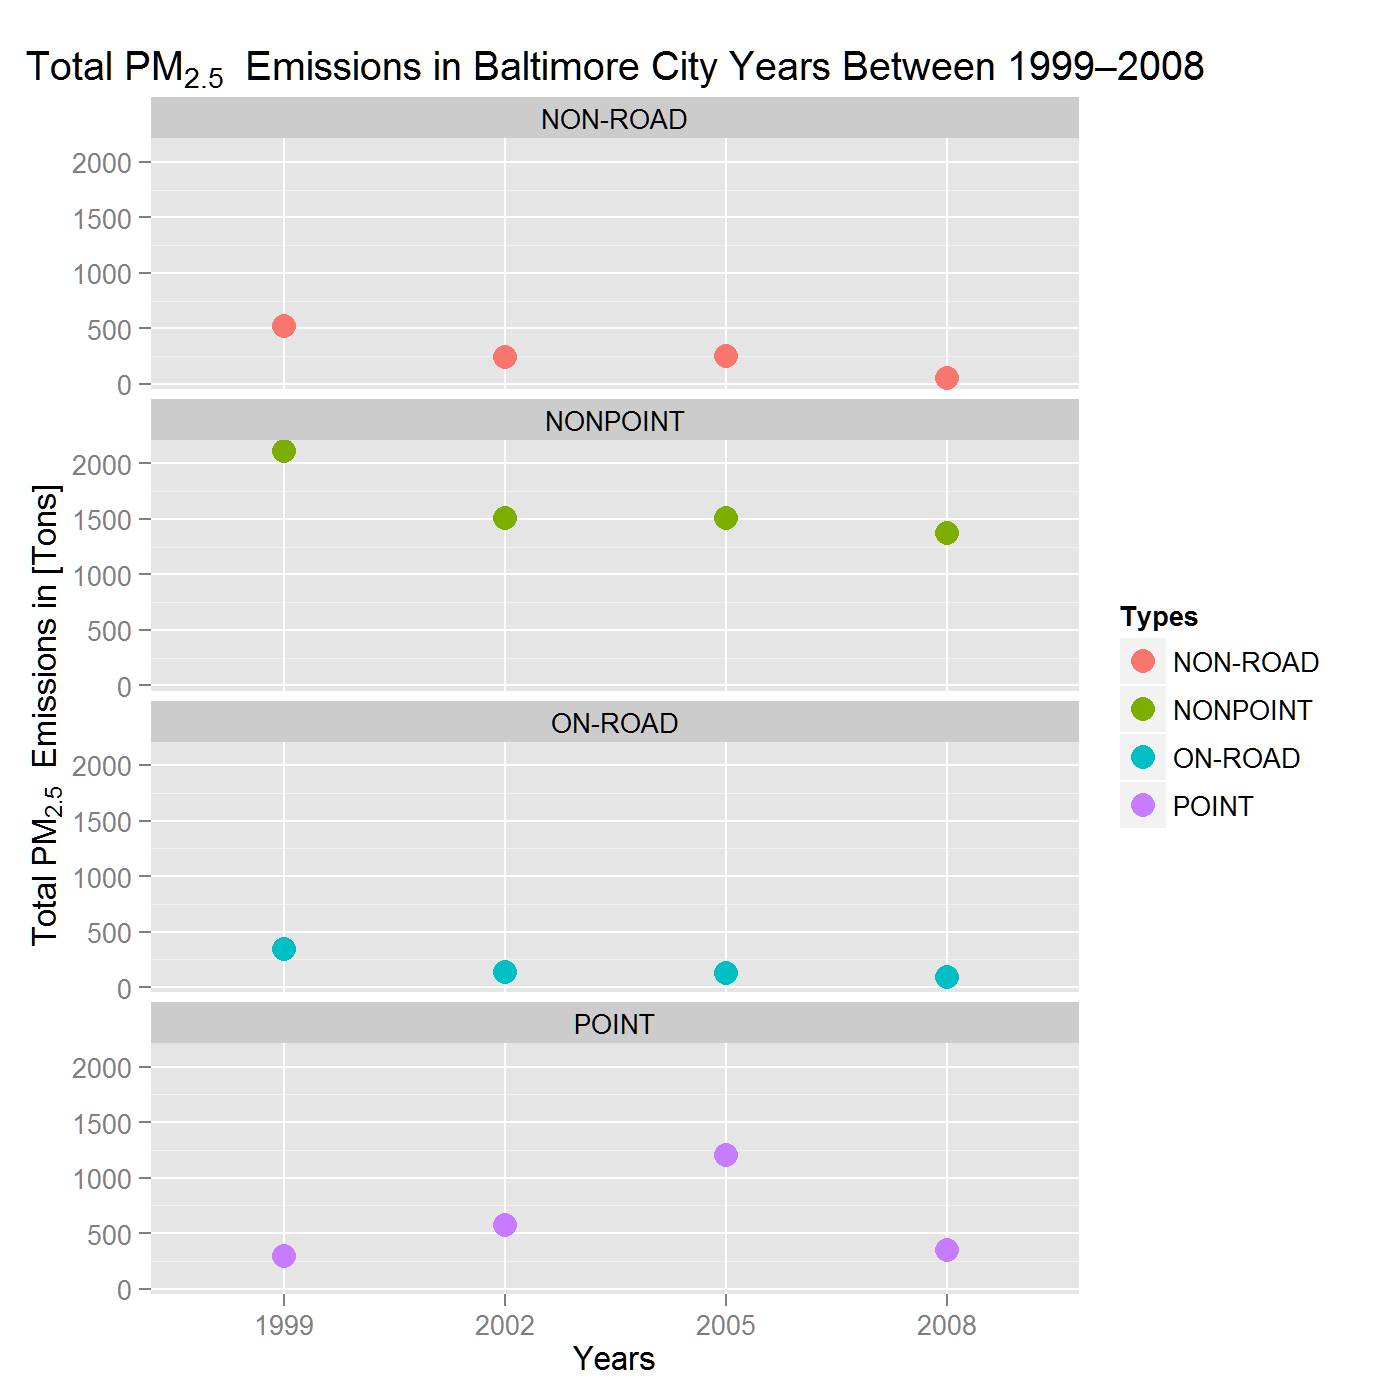 Total PM2.5 Emissions in Baltimore City Years Between 1999–2008
NON-ROAD
2000
1500
1000
500
0
NONPOINT
2000
1500
1000
500
0
ON-ROAD
2000
1500
1000
500
0
POINT
2000
1500
1000
500
0
1999 2002 2005 2008
Years
Total PM2.5 Emissions in [Tons]
Types
NON-ROAD
NONPOINT
ON-ROAD
POINT